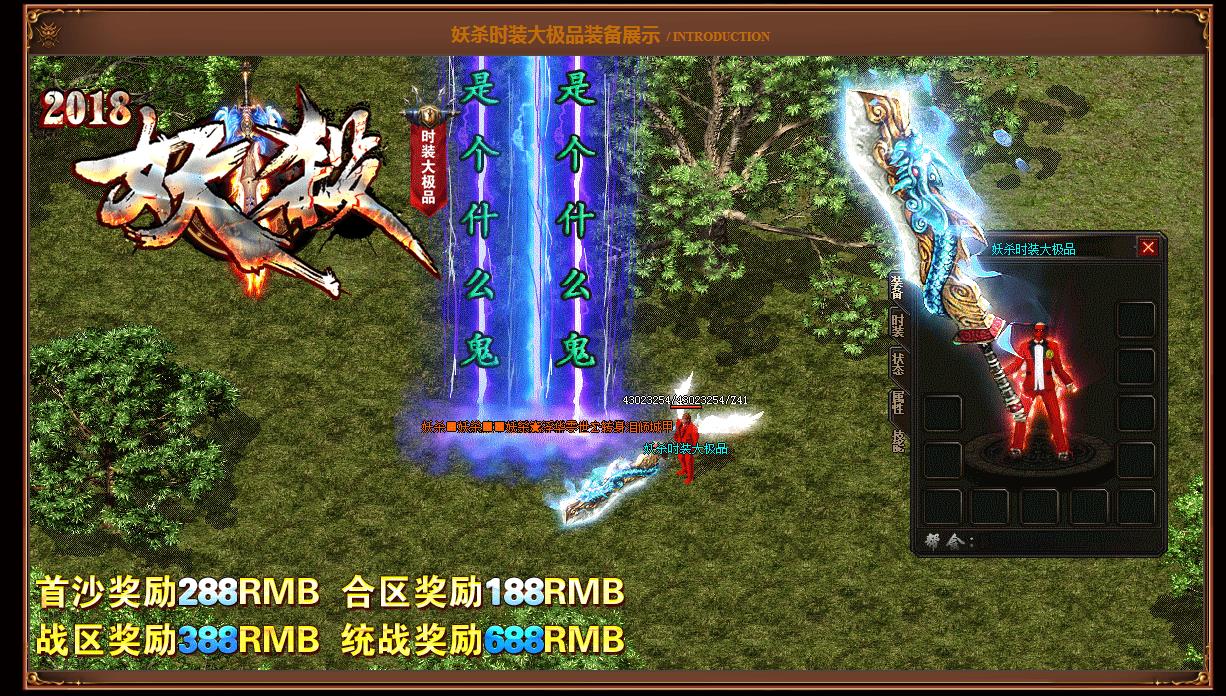 妖杀时装大极品装备展示 / INTRODUCTION
2018
妖杀
时装大极品
是个什么鬼
是个什么鬼
妖杀时装大极品
装备
时装
状态
属性
技能
43023254/43023254/Z41
妖杀时装大极品
帮会:
首沙奖励288RMB 合区奖励188RMB
战区奖励388RMB 统战奖励688RMB